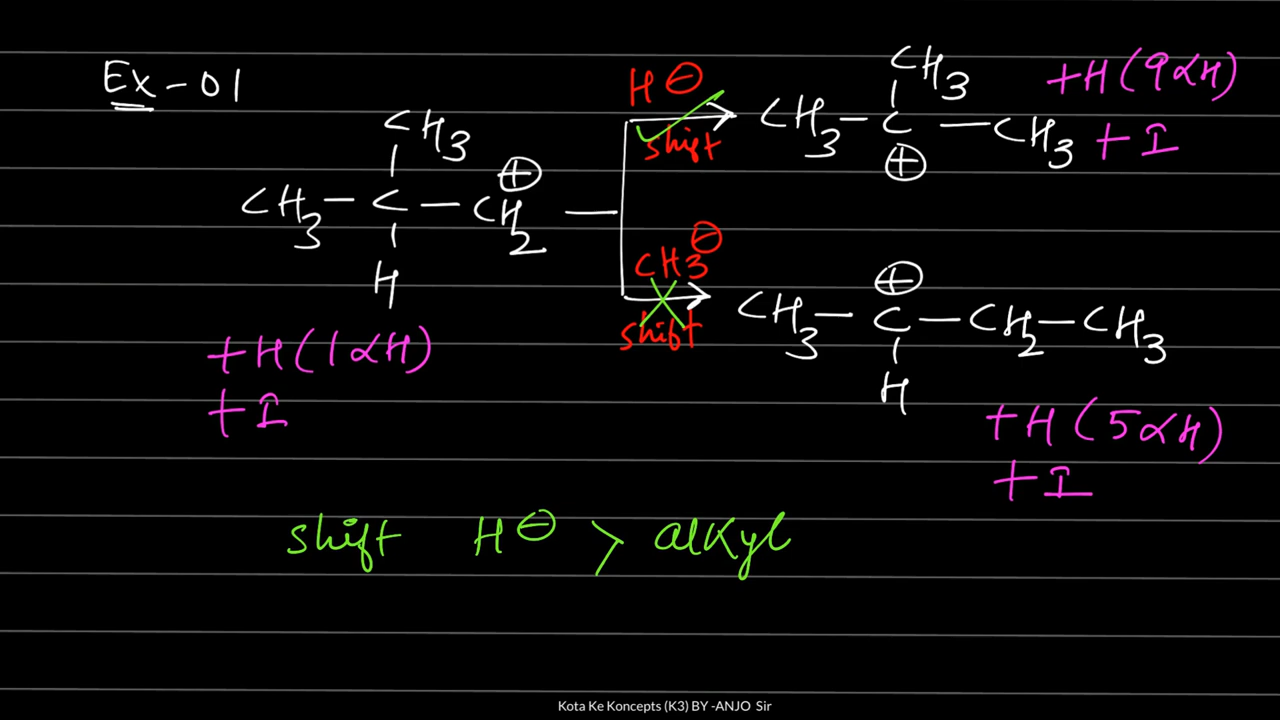 Ex-01
CH3
CH3-C-CH2
⊕
H
+H(1αH)
+I
H⊖
shift
CH3
CH3-C-CH3
⊕
+H(9αH)
+I
CH3⊖
shift
⊕
CH3-C-CH2-CH3
H
+H(5αH)
+I
shift H⊖ > alkyl
Kota Ke Koncepts (K3) BY -ANJO Sir